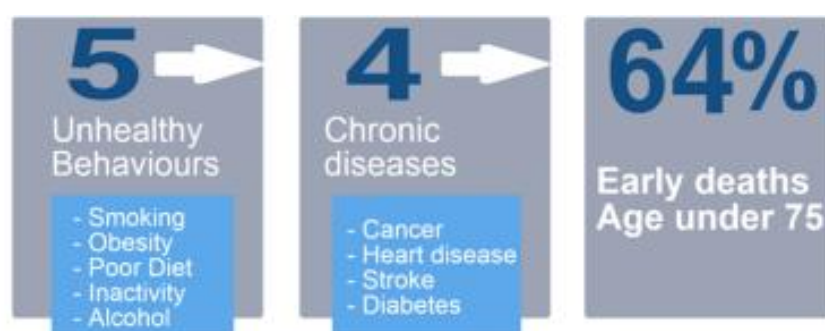 5
Unhealthy
Behaviours
- Smoking
- Obesity
- Poor Diet
- Inactivity
- Alcohol
4
Chronic
diseases
- Cancer
- Heart disease
- Stroke
- Diabetes
64%
Early deaths
Age under 75